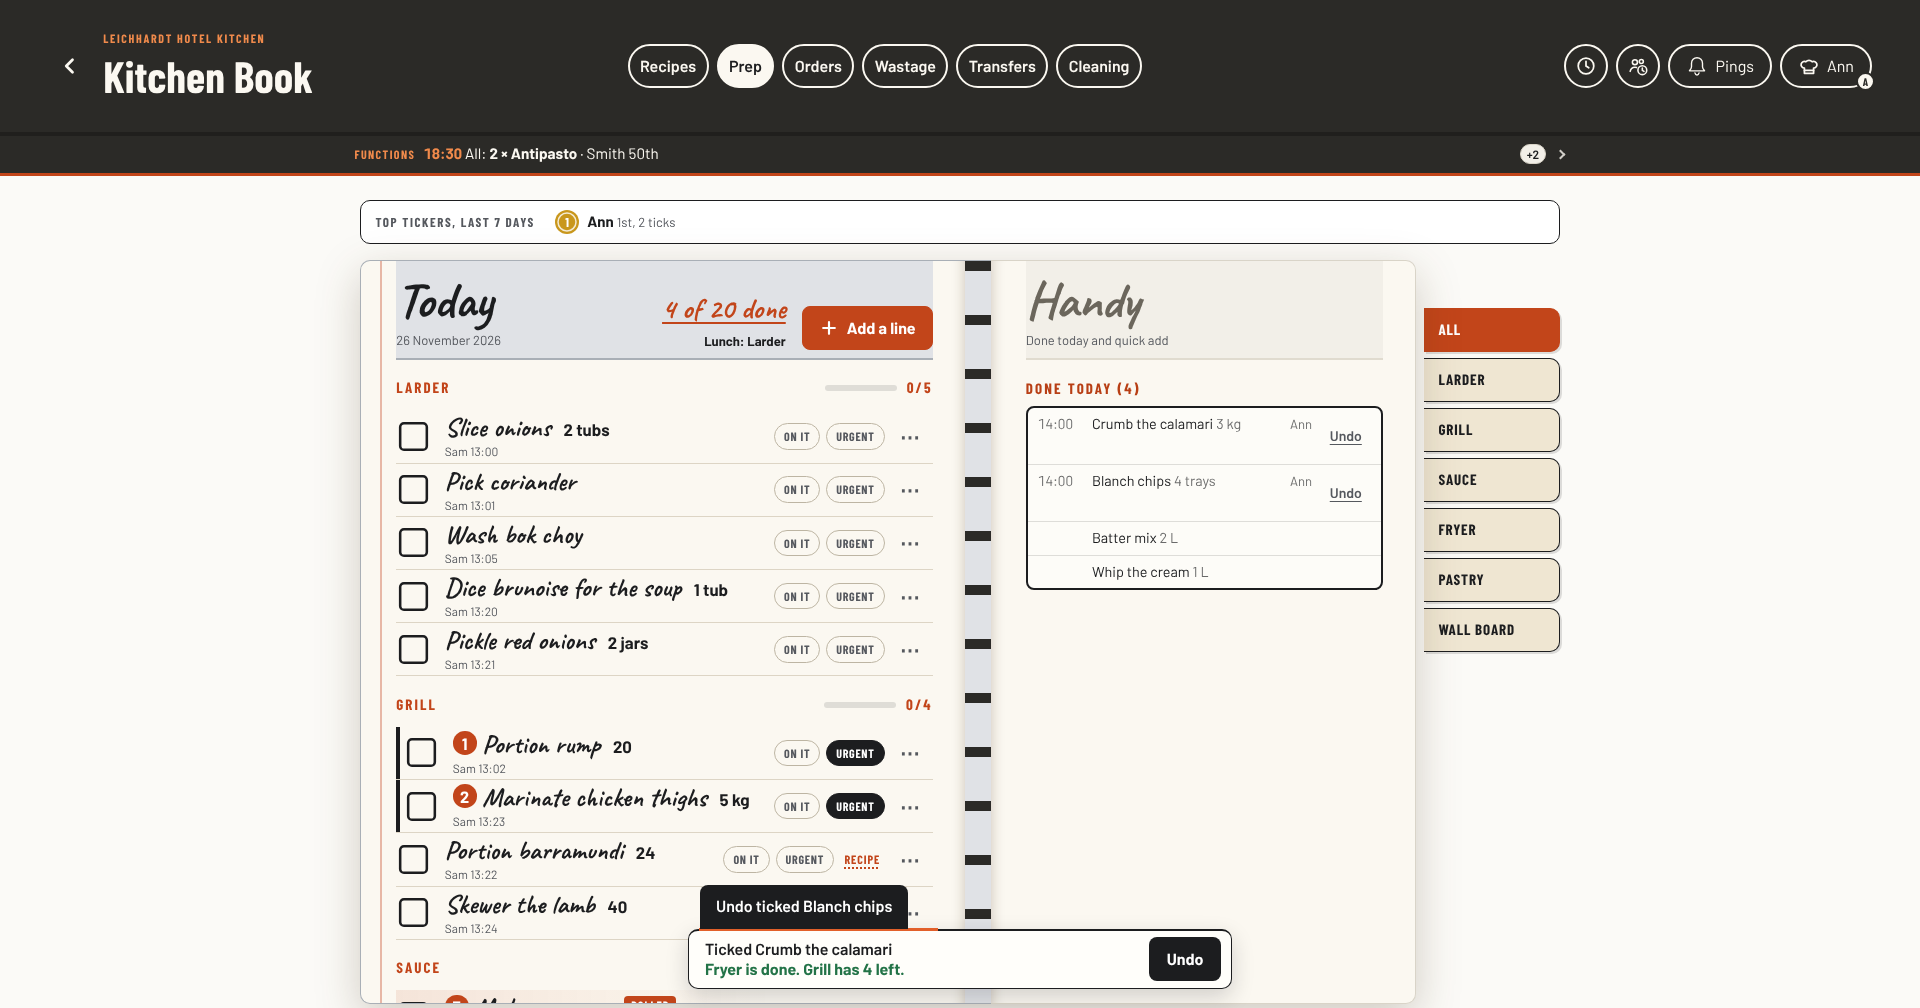 LEICHHARDT HOTEL KITCHEN
Kitchen Book
Recipes
Prep
Orders
Wastage
Transfers
Cleaning
Pings
Ann
A
FUNCTIONS 18:30 All: 2 × Antipasto · Smith 50th
+2
TOP TICKERS, LAST 7 DAYS
1 Ann 1st, 2 ticks
Today
26 November 2026
4 of 20 done
Lunch: Larder
+ Add a line
LARDER 0/5
Slice onions 2 tubs
Sam 13:00
ON IT URGENT ...
Pick coriander
Sam 13:01
ON IT URGENT ...
Wash bok choy
Sam 13:05
ON IT URGENT ...
Dice brunoise for the soup 1 tub
Sam 13:20
ON IT URGENT ...
Pickle red onions 2 jars
Sam 13:21
ON IT URGENT ...
GRILL 0/4
1 Portion rump 20
Sam 13:02
ON IT URGENT ...
2 Marinate chicken thighs 5 kg
Sam 13:23
ON IT URGENT ...
Portion barramundi 24
Sam 13:22
ON IT URGENT RECIPE ...
Skewer the lamb 40
Sam 13:24
SAUCE
Handy
Done today and quick add
DONE TODAY (4)
14:00 Crumb the calamari 3 kg Ann Undo
14:00 Blanch chips 4 trays Ann Undo
Batter mix 2 L
Whip the cream 1 L
ALL
LARDER
GRILL
SAUCE
FRYER
PASTRY
WALL BOARD
Undo ticked Blanch chips
Ticked Crumb the calamari
Fryer is done. Grill has 4 left.
Undo